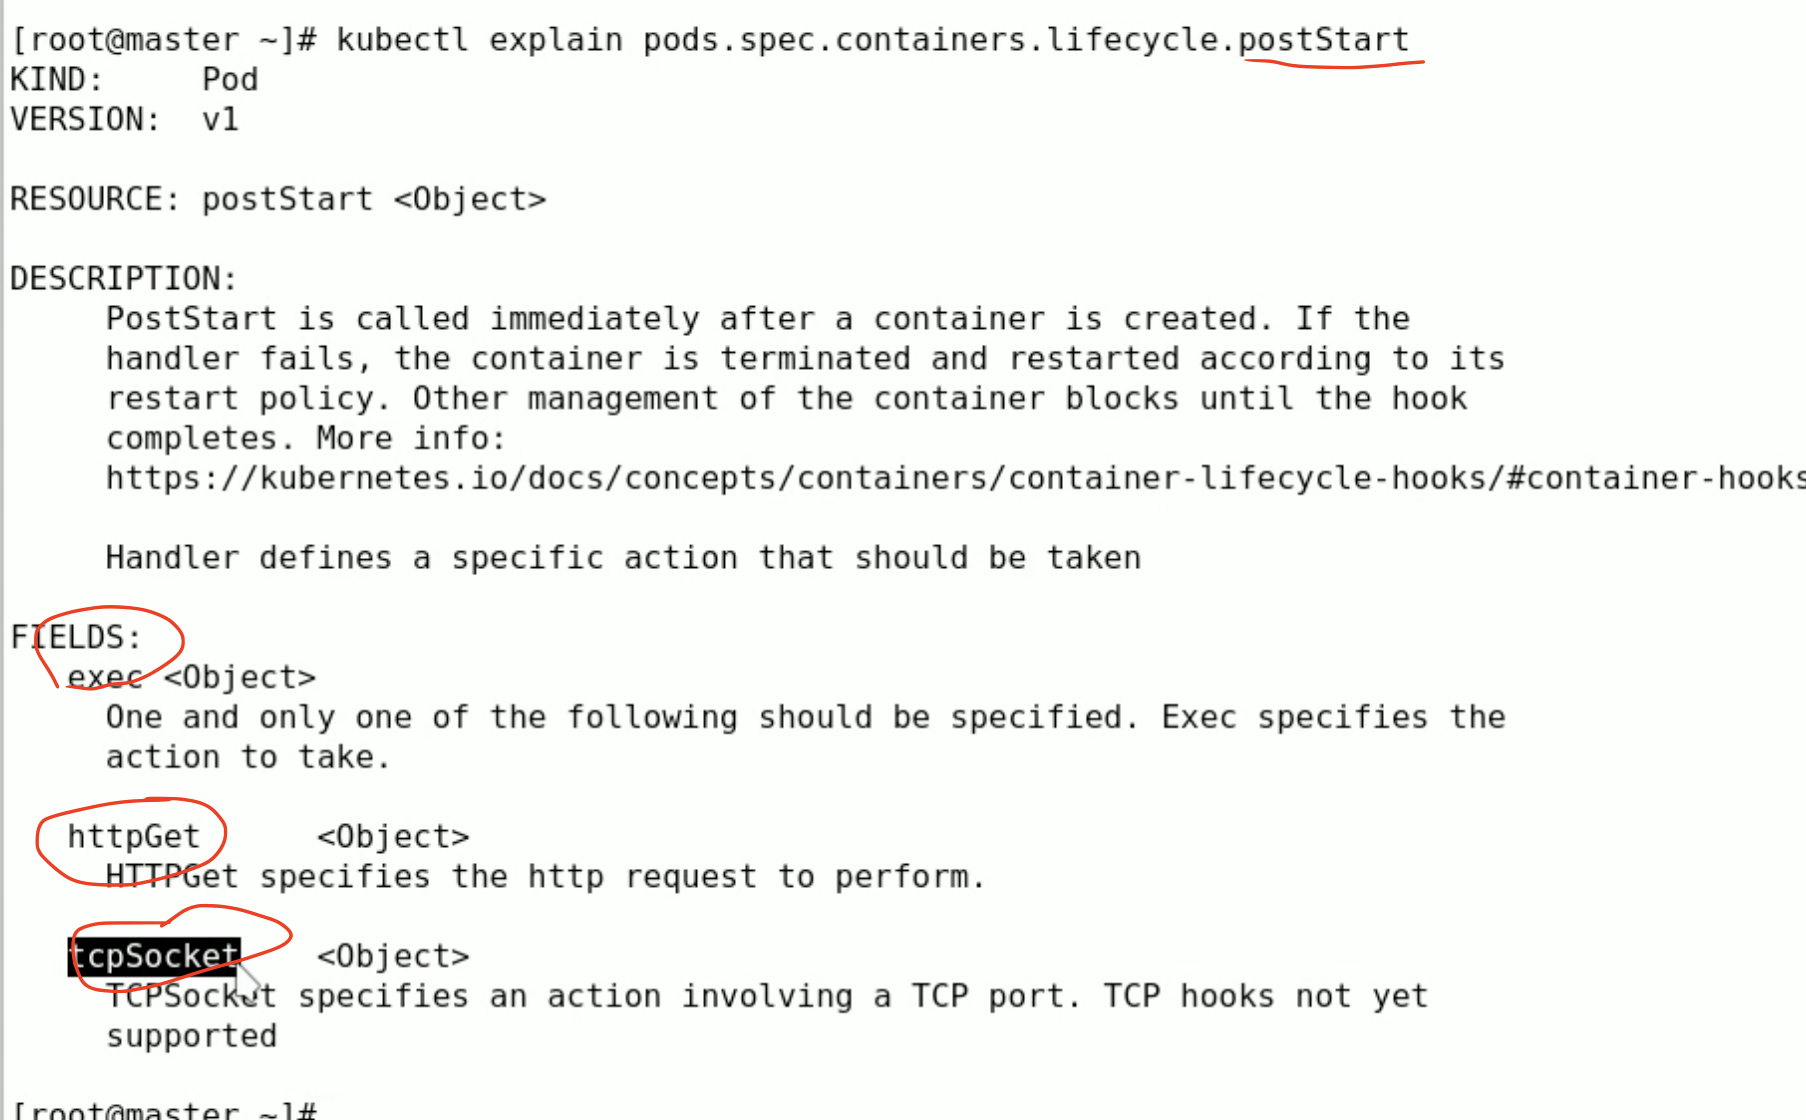 [root@master ~]# kubectl explain pods.spec.containers.lifecycle.postStart
KIND:     Pod
VERSION:  v1
RESOURCE: postStart <Object>
DESCRIPTION:
PostStart is called immediately after a container is created. If the
handler fails, the container is terminated and restarted according to its
restart policy. Other management of the container blocks until the hook
completes. More info:
https://kubernetes.io/docs/concepts/containers/container-lifecycle-hooks/#container-hooks
Handler defines a specific action that should be taken
FIELDS:
exec <Object>
One and only one of the following should be specified. Exec specifies the
action to take.
httpGet      <Object>
HTTPGet specifies the http request to perform.
tcpSocket    <Object>
TCPSocket specifies an action involving a TCP port. TCP hooks not yet
supported
[root@master ~]#